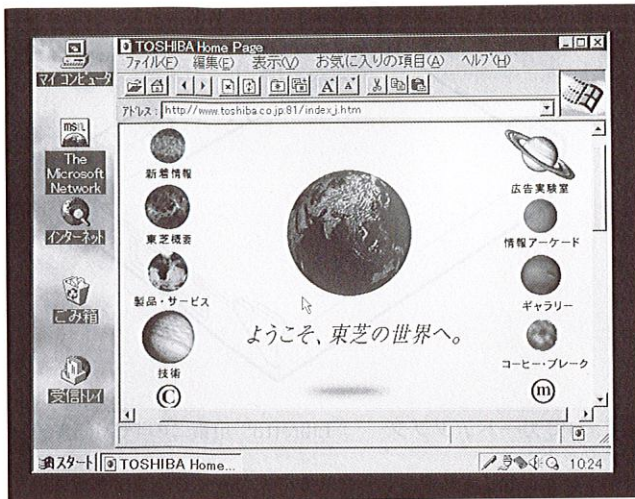 マイ コンピュータ
msn.
The
Microsoft
Network
インターネット
ごみ箱
受信トレイ
TOSHIBA Home Page
ファイル(F) 編集(E) 表示(V) お気に入りの項目(A) ヘルプ(H)
アドレス: http://www.toshiba.co.jp:81/index_j.htm
新着情報
東芝概要
製品・サービス
技術
Ⓒ
ようこそ、東芝の世界へ。
広告実験室
情報アーケード
ギャラリー
コーヒー・ブレーク
ⓜ
スタート TOSHIBA Home... 10:24